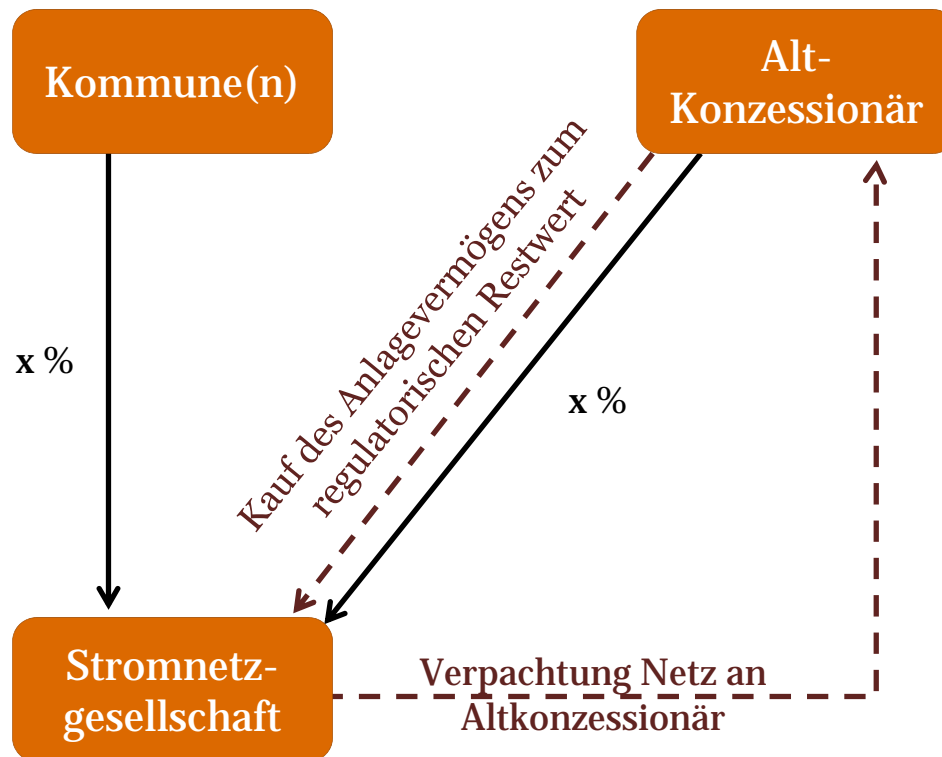 Kommune(n)
Alt-
Konzessionär
Kauf des Anlagevermögens zum
regulatorischen Restwert
x %
x %
Stromnetz-
gesellschaft
Verpachtung Netz an
Altkonzessionär